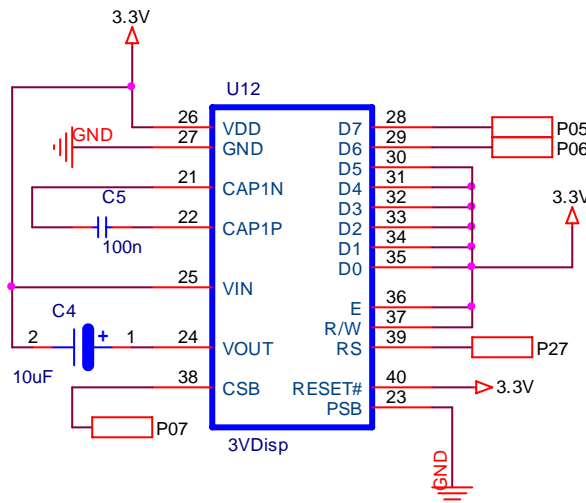 3.3V
U12
26 VDD
27 GND
GND
21 CAP1N
C5
22 CAP1P
100n
25 VIN
C4
2 + 1 24 VOUT
10uF
38 CSB
P07
3VDisp
D7 28 P05
D6 29 P06
D5 30
D4 31
D3 32
D2 33
D1 34
D0 35
3.3V
E 36
R/W 37
RS 39 P27
RESET# 40 3.3V
PSB 23
GND